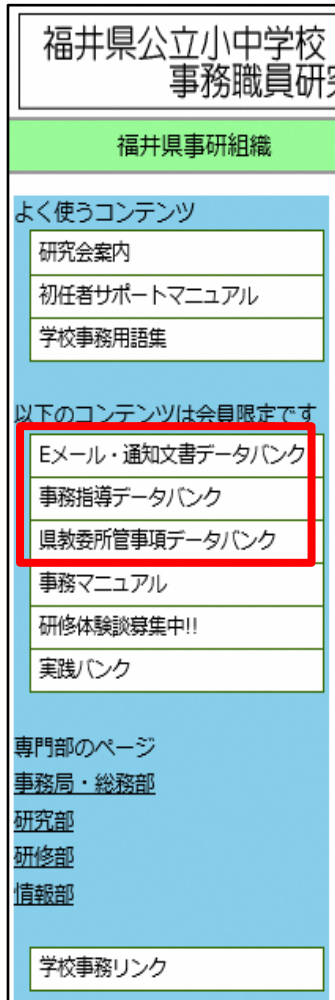 福井県公立小中学校
事務職員研
福井県事研組織
よく使うコンテンツ
研究会案内
初任者サポートマニュアル
学校事務用語集
以下のコンテンツは会員限定です
Eメール・通知文書データバンク
事務指導データバンク
県教委所管事項データバンク
事務マニュアル
研修体験談募集中!!
実践バンク
専門部のページ
事務局・総務部
研究部
研修部
情報部
学校事務リンク